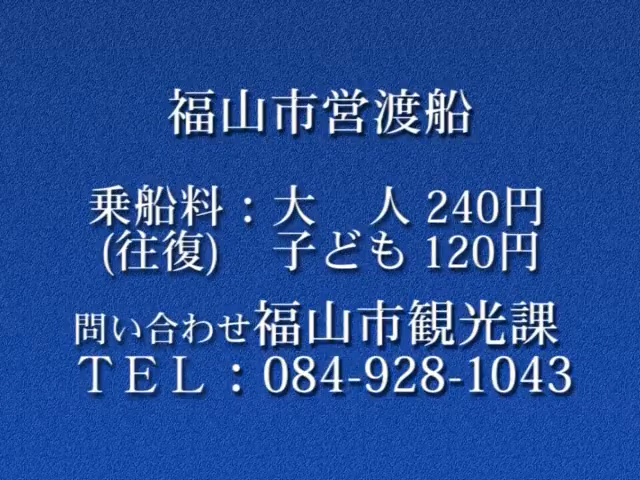 福山市営渡船
乗船料：大　人 240円
(往復)　子ども 120円
問い合わせ福山市観光課
ＴＥＬ：084-928-1043